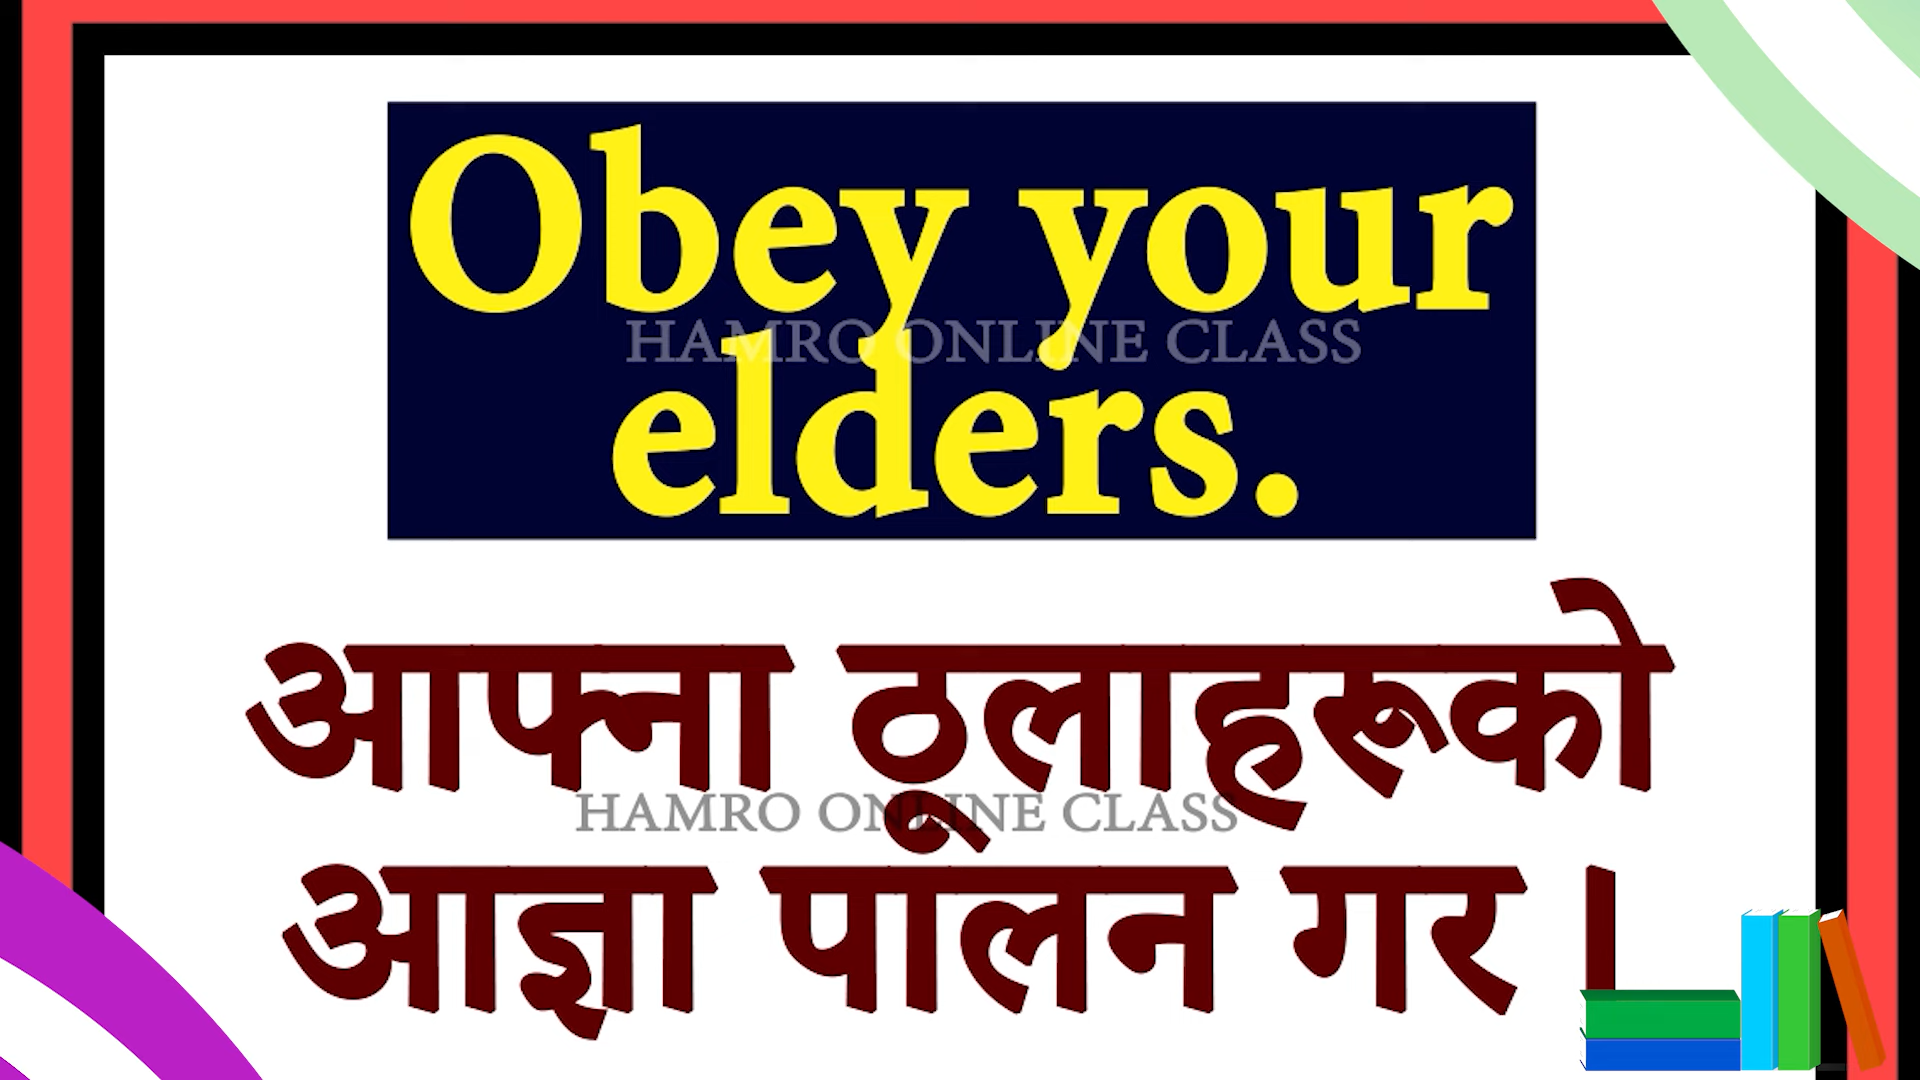 Obey your
HAMRO ONLINE CLASS
elders.
आफ्ना ठूलाहरूको
HAMRO ONLINE CLASS
आज्ञा पालन गर ।